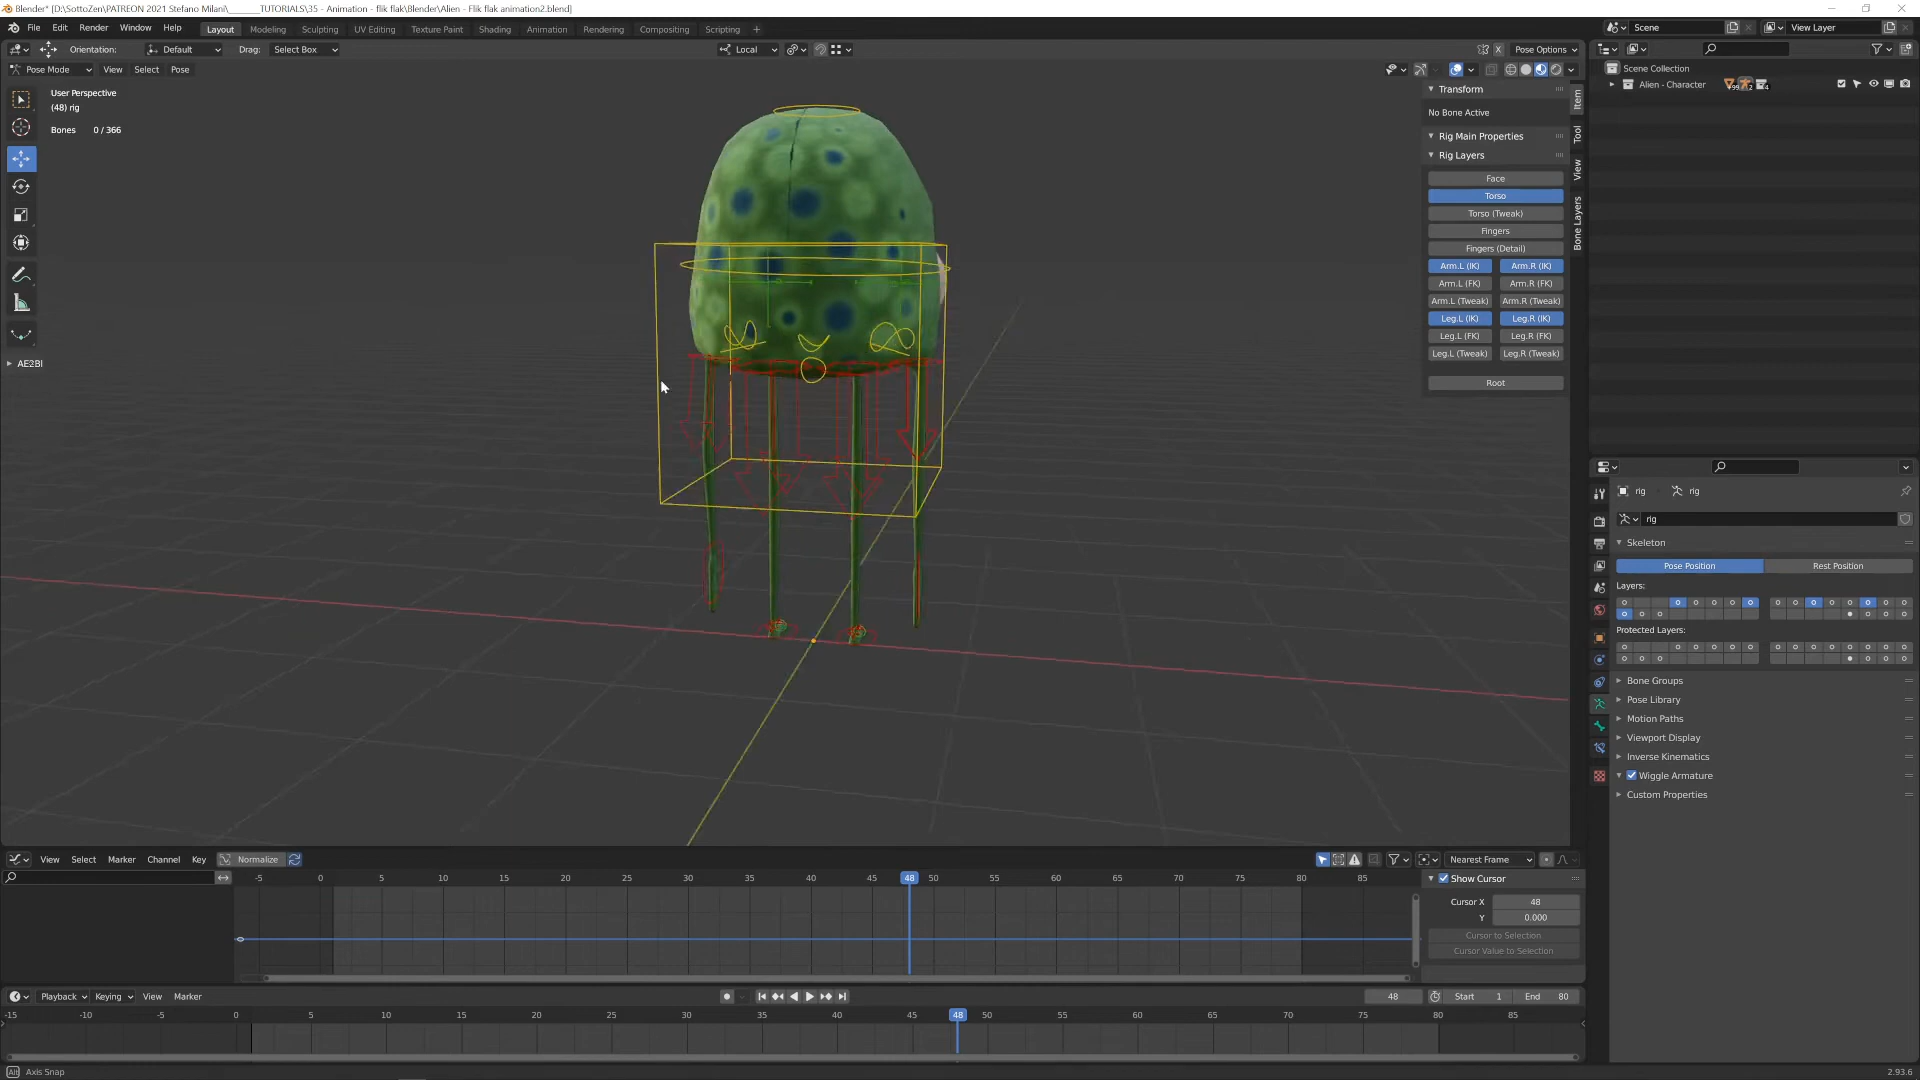 Blender* [D:\SottoZen\PATREON 2021 Stefano Milani\_______TUTORIALS\35 - Animation - flik flak\Blender\Alien - Flik flak animation2.blend]
File Edit Render Window Help
Layout Modeling Sculpting UV Editing Texture Paint Shading Animation Rendering Compositing Scripting +
Scene View Layer
Orientation: Default Drag: Select Box
Local
X Pose Options
Pose Mode View Select Pose
User Perspective
(48) rig
Bones 0 / 366
AE2BI
Transform
No Bone Active
Rig Main Properties
Rig Layers
Face
Torso
Torso (Tweak)
Fingers
Fingers (Detail)
Arm.L (IK) Arm.R (IK)
Arm.L (FK) Arm.R (FK)
Arm.L (Tweak) Arm.R (Tweak)
Leg.L (IK) Leg.R (IK)
Leg.L (FK) Leg.R (FK)
Leg.L (Tweak) Leg.R (Tweak)
Root
Item
Tool
View
Bone Layers
Scene Collection
Alien - Character
rig rig
rig
Skeleton
Pose Position Rest Position
Layers:
Protected Layers:
Bone Groups
Pose Library
Motion Paths
Viewport Display
Inverse Kinematics
Wiggle Armature
Custom Properties
View Select Marker Channel Key Normalize
Nearest Frame
-5 0 5 10 15 20 25 30 35 40 45 48 50 55 60 65 70 75 80 85
Show Cursor
Cursor X 48
Y 0.000
Cursor to Selection
Cursor Value to Selection
Playback Keying View Marker
48 Start 1 End 80
-15 -10 -5 0 5 10 15 20 25 30 35 40 45 48 50 55 60 65 70 75 80 85
Alt Axis Snap
2.93.6